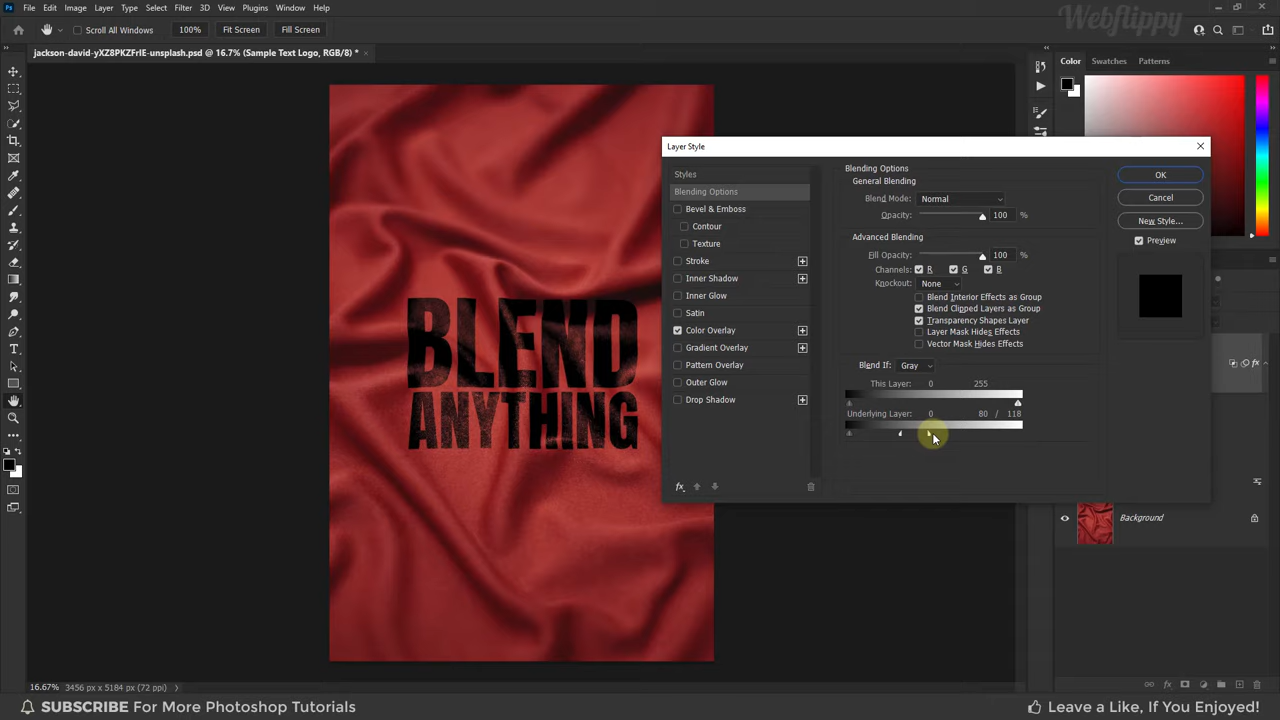 Ps File Edit Image Layer Type Select Filter 3D View Plugins Window Help
Webflippy
Scroll All Windows 100% Fit Screen Fill Screen
jackson-david-yXZ8PKZFrIE-unsplash.psd @ 16.7% (Sample Text Logo, RGB/8) * ×
Color Swatches Patterns
Layer Style
Styles
Blending Options
Bevel & Emboss
Contour
Texture
Stroke
Inner Shadow
Inner Glow
Satin
Color Overlay
Gradient Overlay
Pattern Overlay
Outer Glow
Drop Shadow
fx
Blending Options
General Blending
Blend Mode: Normal
Opacity: 100 %
Advanced Blending
Fill Opacity: 100 %
Channels: R G B
Knockout: None
Blend Interior Effects as Group
Blend Clipped Layers as Group
Transparency Shapes Layer
Layer Mask Hides Effects
Vector Mask Hides Effects
Blend If: Gray
This Layer: 0 255
Underlying Layer: 0 80 / 118
OK
Cancel
New Style...
Preview
BLEND
ANYTHING
fx
Background
16.67% 3456 px x 5184 px (72 ppi)
fx
SUBSCRIBE For More Photoshop Tutorials
Leave a Like, If You Enjoyed!